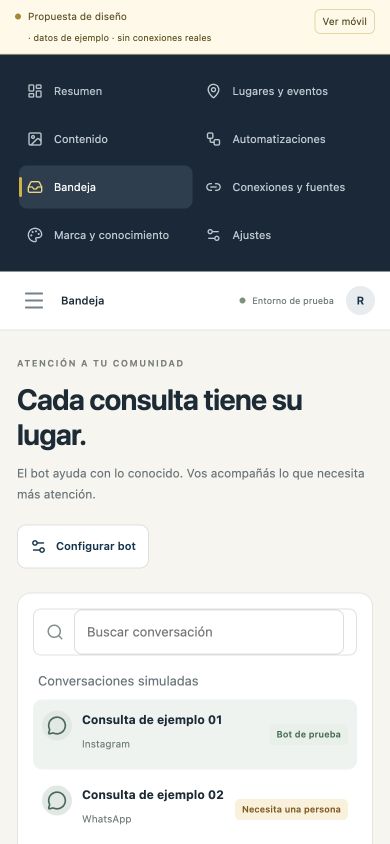 Propuesta de diseño
· datos de ejemplo · sin conexiones reales
Ver móvil
Resumen
Lugares y eventos
Contenido
Automatizaciones
Bandeja
Conexiones y fuentes
Marca y conocimiento
Ajustes
Bandeja
Entorno de prueba
R
ATENCIÓN A TU COMUNIDAD
Cada consulta tiene su
lugar.
El bot ayuda con lo conocido. Vos acompañás lo que necesita
más atención.
Configurar bot
Buscar conversación
Conversaciones simuladas
Consulta de ejemplo 01
Instagram
Bot de prueba
Consulta de ejemplo 02
WhatsApp
Necesita una persona